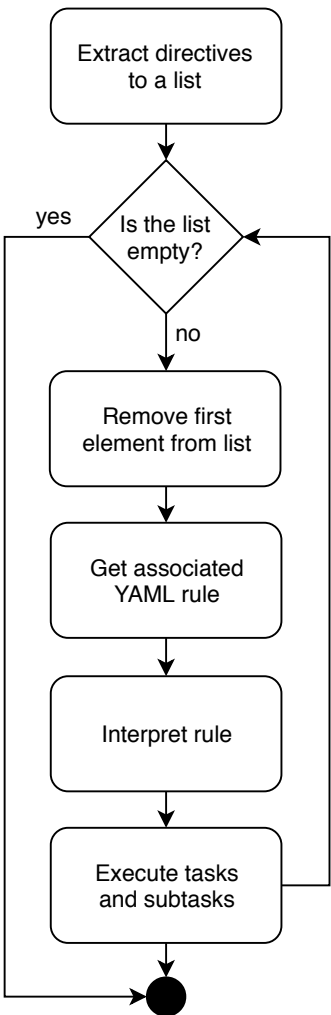 Extract directives
to a list
yes
Is the list
empty?
no
Remove first
element from list
Get associated
YAML rule
Interpret rule
Execute tasks
and subtasks